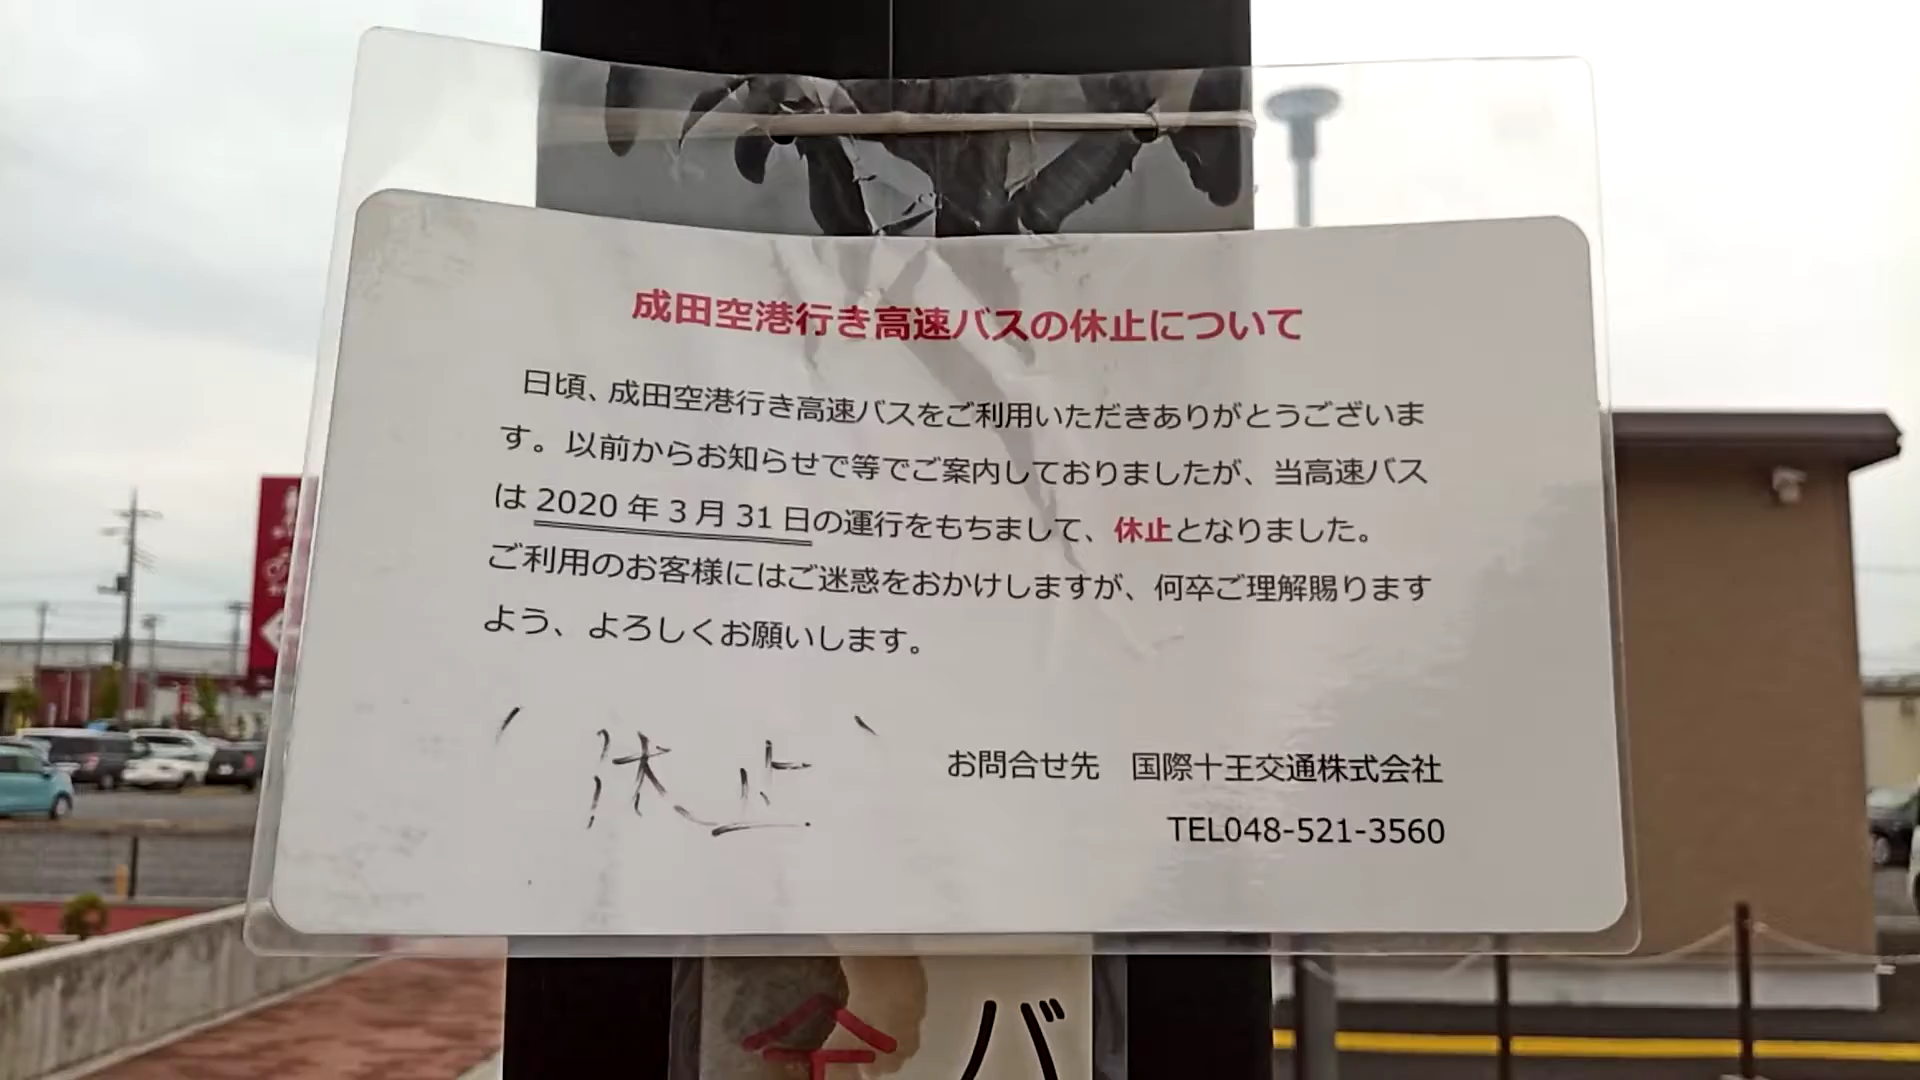 成田空港行き高速バスの休止について
日頃、成田空港行き高速バスをご利用いただきありがとうございま
す。以前からお知らせで等でご案内しておりましたが、当高速バス
は 2020 年 3 月 31 日の運行をもちまして、休止となりました。
ご利用のお客様にはご迷惑をおかけしますが、何卒ご理解賜ります
よう、よろしくお願いします。
( 休止 )
お問合せ先 国際十王交通株式会社
TEL048-521-3560
バ